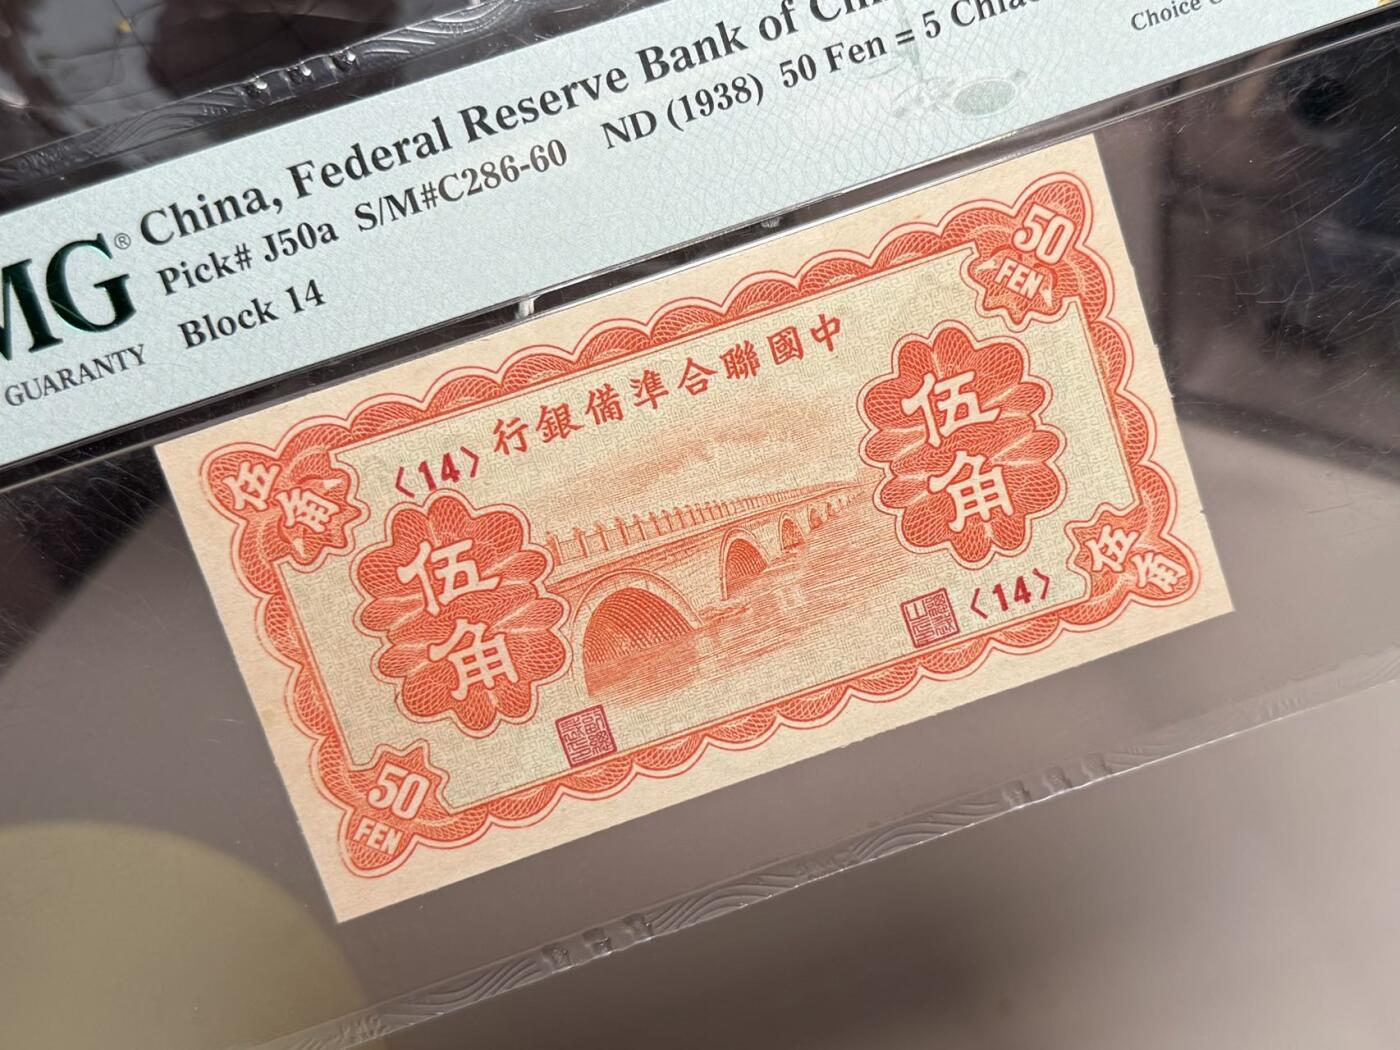 China, Federal Reserve Bank of
Pick# J50a S/M#C286-60 ND (1938) 50 Fen = 5
Block 14
Choice
MG®
GUARANTY
50
FEN
中國聯合準備銀行
伍角
〈14〉
伍角
伍角
伍角
〈14〉
50
FEN